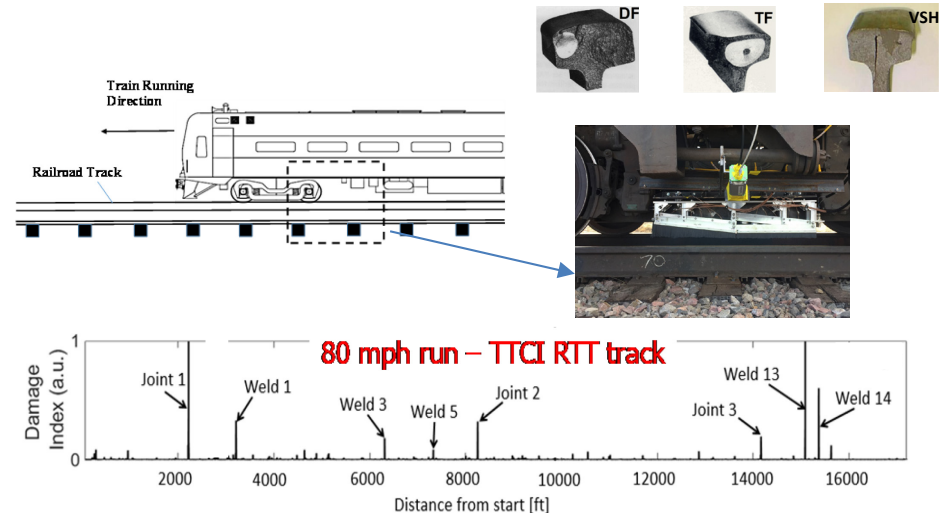 DF
TF
VSH
Train Running
Direction
Railroad Track
70
80 mph run – TTCI RTT track
Damage
Index (a.u.)
1
0
Joint 1
Weld 1
Weld 3
Weld 5
Joint 2
Joint 3
Weld 13
Weld 14
2000
4000
6000
8000
10000
12000
14000
16000
Distance from start [ft]